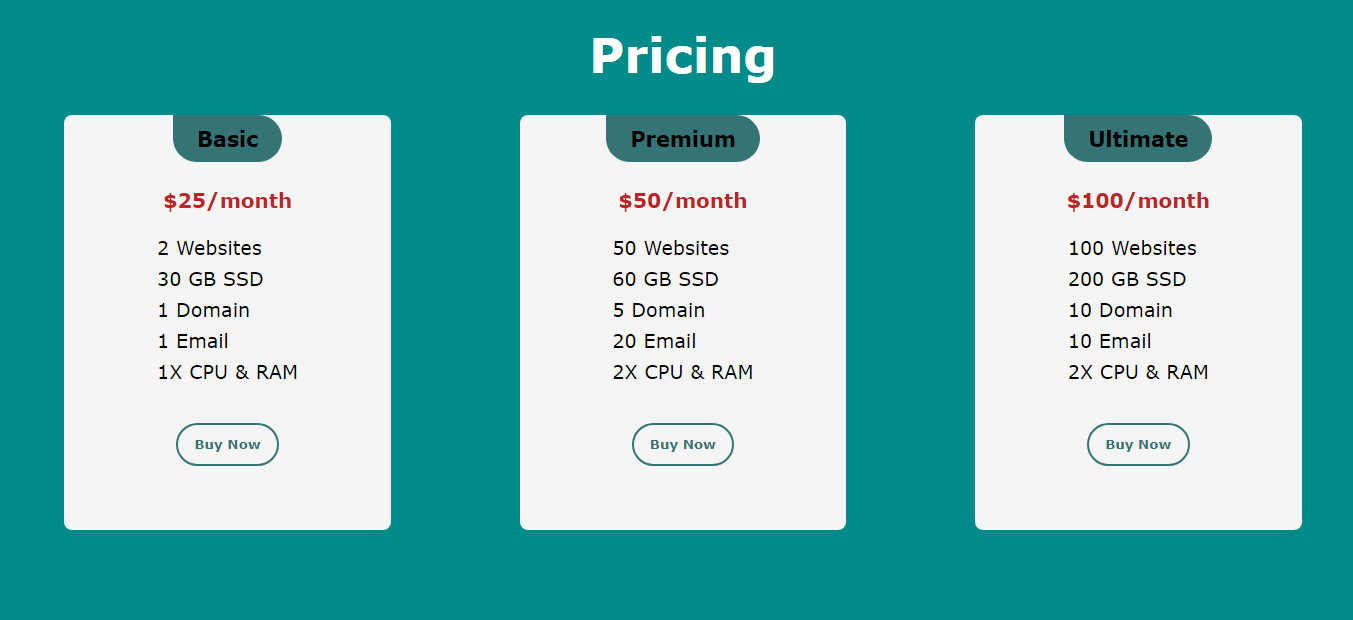 Pricing
Basic
$25/month
2 Websites
30 GB SSD
1 Domain
1 Email
1X CPU & RAM
Buy Now
Premium
$50/month
50 Websites
60 GB SSD
5 Domain
20 Email
2X CPU & RAM
Buy Now
Ultimate
$100/month
100 Websites
200 GB SSD
10 Domain
10 Email
2X CPU & RAM
Buy Now